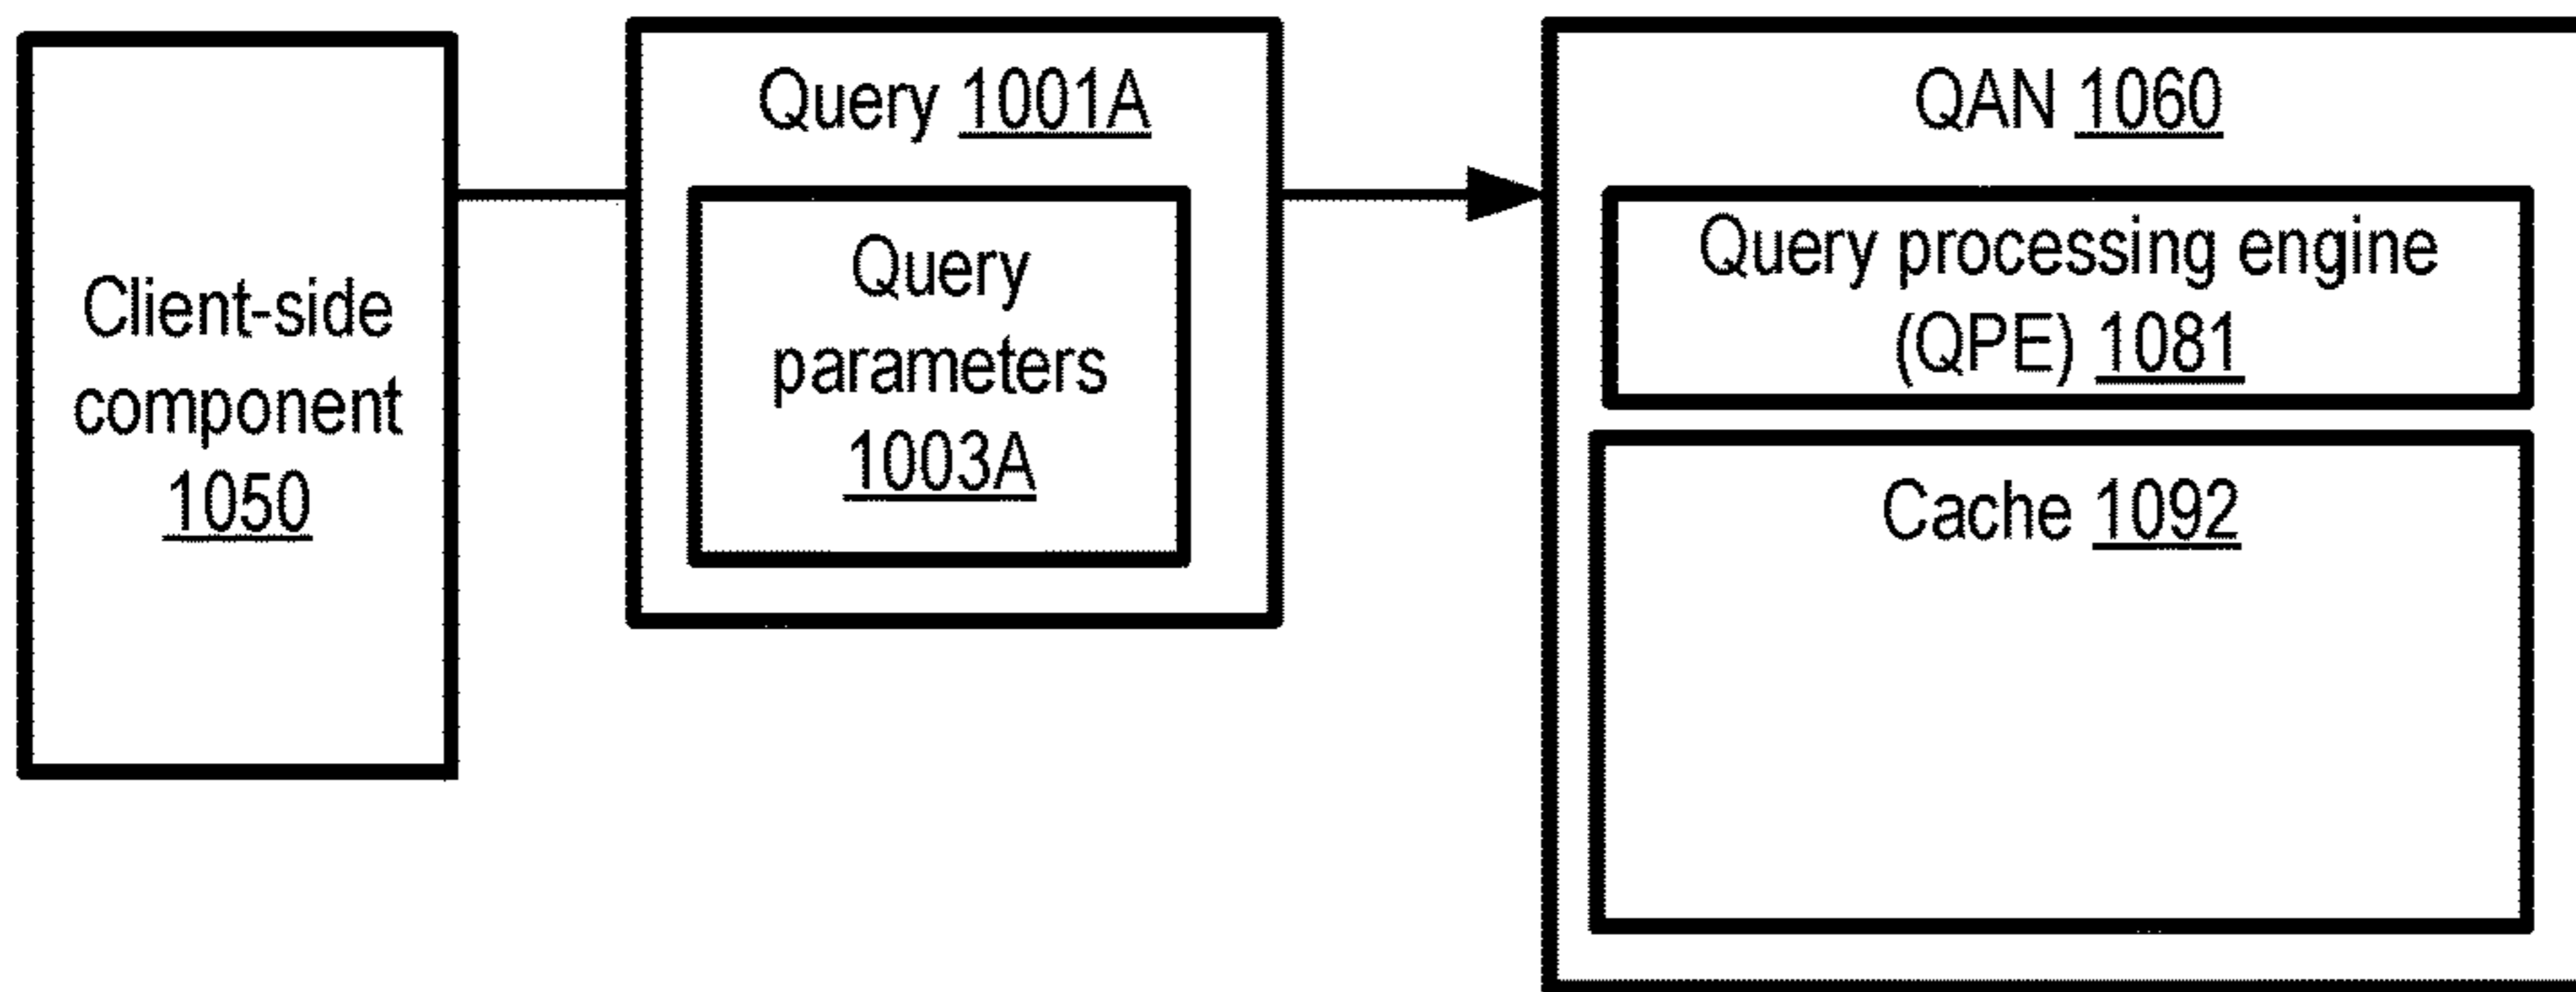 Client-side
component
1050
Query 1001A
Query
parameters
1003A
QAN 1060
Query processing engine
(QPE) 1081
Cache 1092